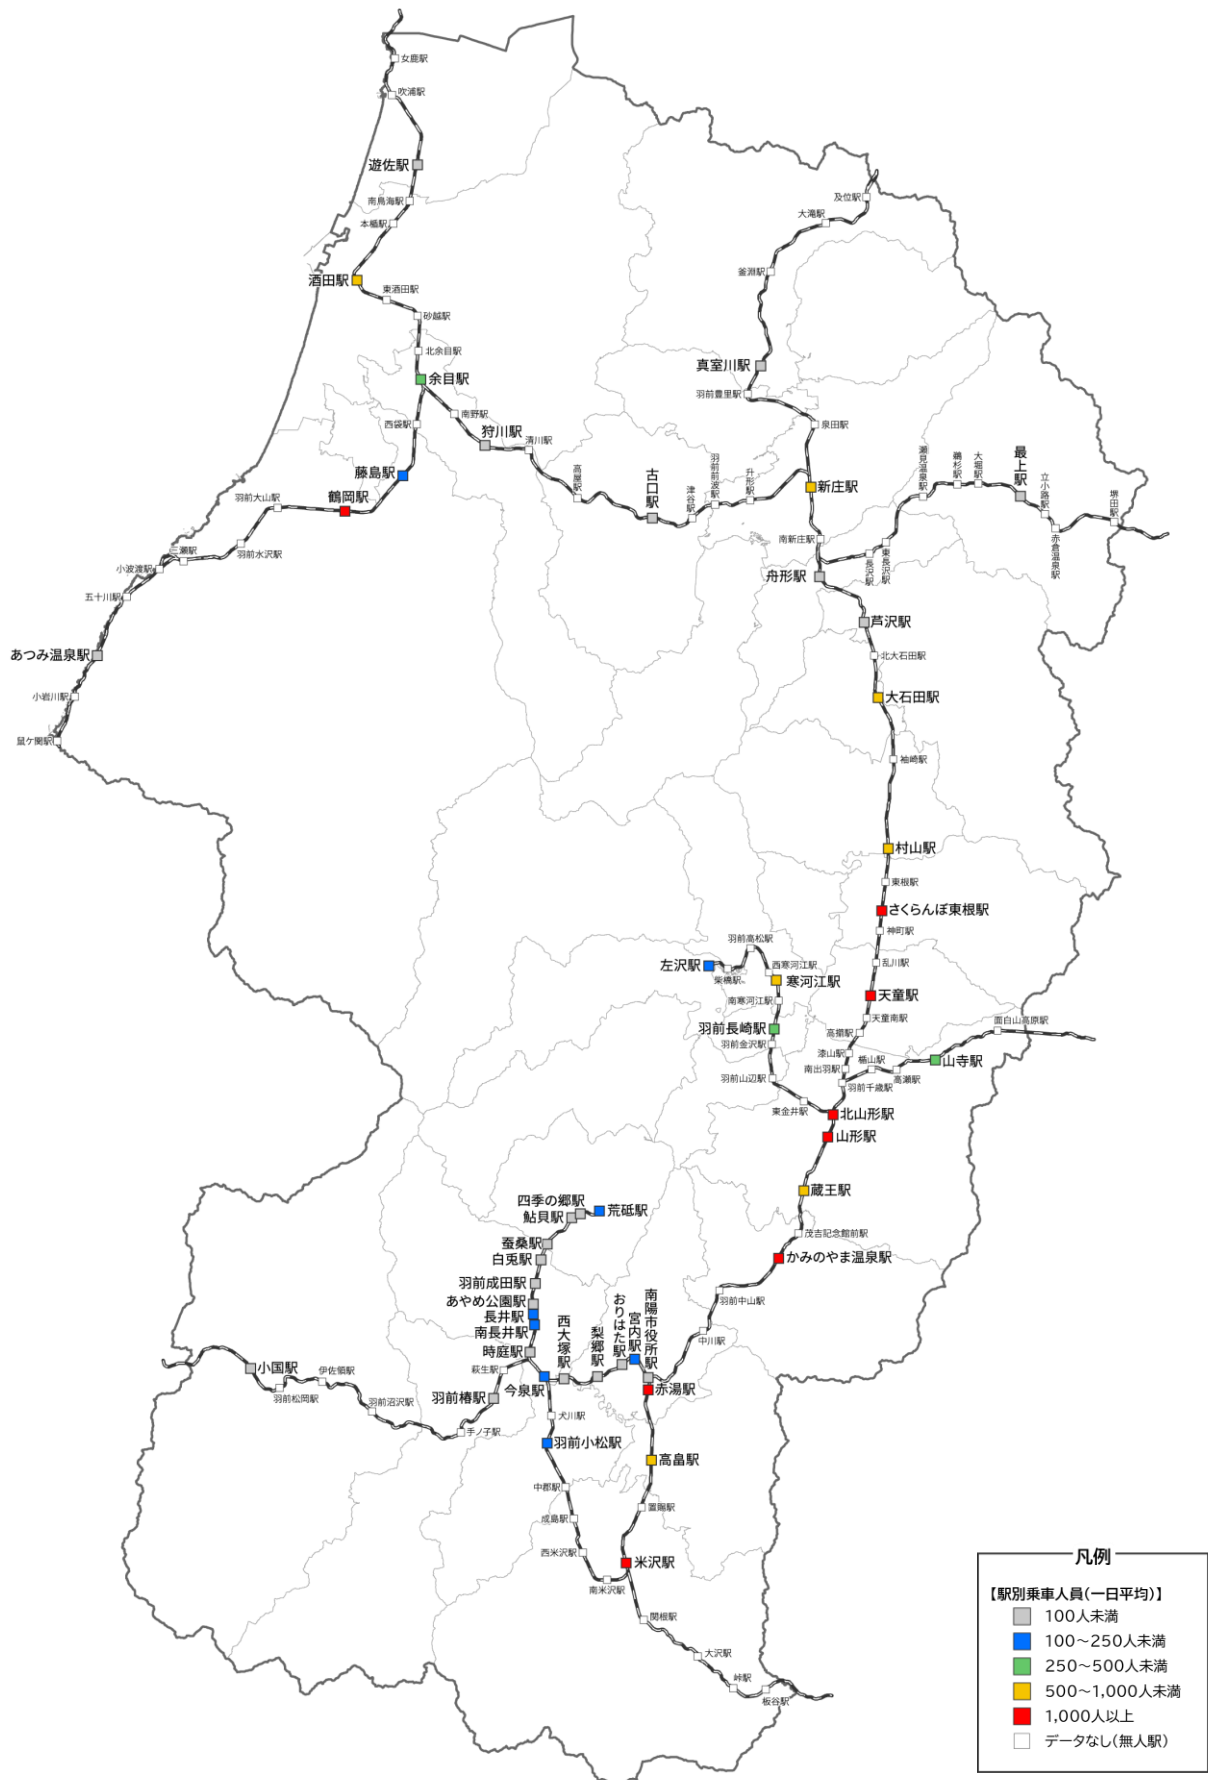 女鹿駅
吹浦駅
遊佐駅
南鳥海駅
本楯駅
酒田駅
東酒田駅
砂越駅
北余目駅
余目駅
南野駅
西袋駅
狩川駅
清川駅
藤島駅
鶴岡駅
羽前大山駅
羽前水沢駅
三瀬駅
小波渡駅
五十川駅
あつみ温泉駅
小岩川駅
鼠ケ関駅
高屋駅
古口駅
津谷駅
羽前前波駅
升形駅
及位駅
大滝駅
釜淵駅
真室川駅
羽前豊里駅
泉田駅
新庄駅
南新庄駅
舟形駅
長沢駅
東長沢駅
瀬見温泉駅
鵜杉駅
大堀駅
最上駅
立小路駅
赤倉温泉駅
堺田駅
芦沢駅
北大石田駅
大石田駅
袖崎駅
村山駅
東根駅
さくらんぼ東根駅
神町駅
乱川駅
天童駅
天童南駅
高擶駅
漆山駅
南出羽駅
羽前千歳駅
楯山駅
高瀬駅
山寺駅
面白山高原駅
左沢駅
柴橋駅
羽前高松駅
西寒河江駅
寒河江駅
南寒河江駅
羽前長崎駅
羽前金沢駅
羽前山辺駅
東金井駅
北山形駅
山形駅
蔵王駅
茂吉記念館前駅
かみのやま温泉駅
羽前中山駅
中川駅
四季の郷駅
荒砥駅
鮎貝駅
蚕桑駅
白兎駅
羽前成田駅
あやめ公園駅
長井駅
南長井駅
時庭駅
萩生駅
今泉駅
西大塚駅
梨郷駅
おりはた駅
宮内駅
南陽市役所駅
赤湯駅
小国駅
羽前松岡駅
伊佐領駅
羽前沼沢駅
手ノ子駅
羽前椿駅
犬川駅
羽前小松駅
中郡駅
成島駅
西米沢駅
南米沢駅
高畠駅
置賜駅
米沢駅
関根駅
大沢駅
峠駅
板谷駅
凡例
【駅別乗車人員(一日平均)】
100人未満
100～250人未満
250～500人未満
500～1,000人未満
1,000人以上
データなし(無人駅)